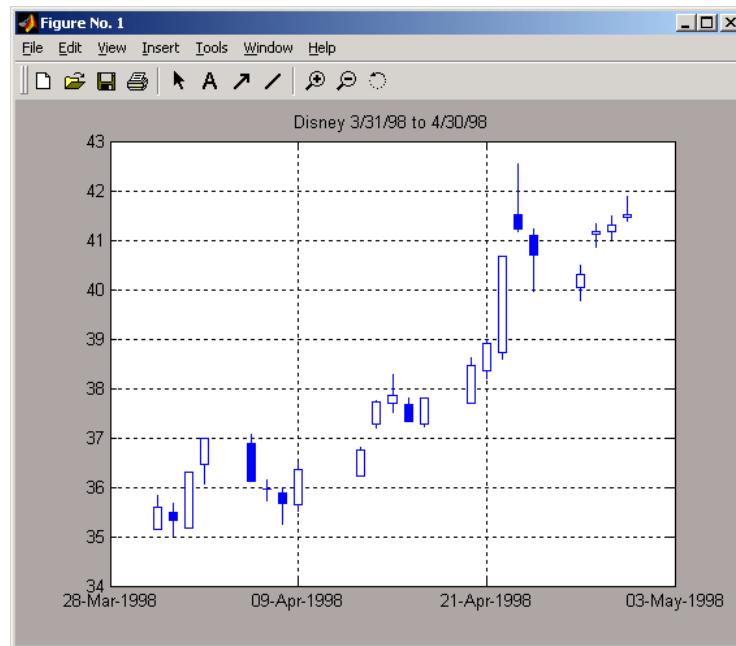 Figure No. 1
File Edit View Insert Tools Window Help
A
Disney 3/31/98 to 4/30/98
43
42
41
40
39
38
37
36
35
34
28-Mar-1998 09-Apr-1998 21-Apr-1998 03-May-1998